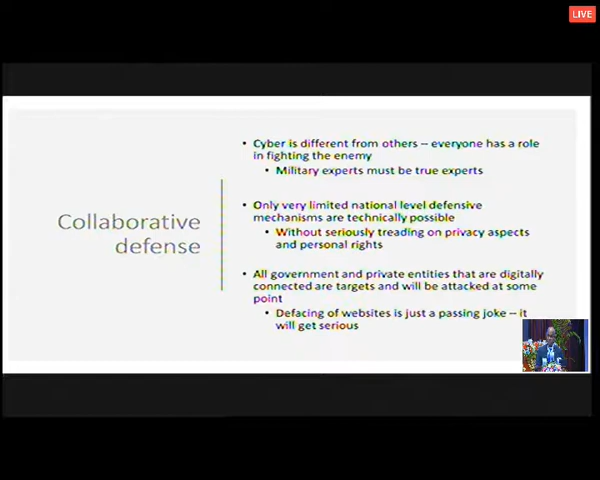 LIVE
Collaborative
defense
• Cyber is different from others – everyone has a role
in fighting the enemy
• Military experts must be true experts
• Only very limited national level defensive
mechanisms are technically possible
• Without seriously treading on privacy aspects
and personal rights
• All government and private entities that are digitally
connected are targets and will be attacked at some
point
• Defacing of websites is just a passing joke – it
will get serious